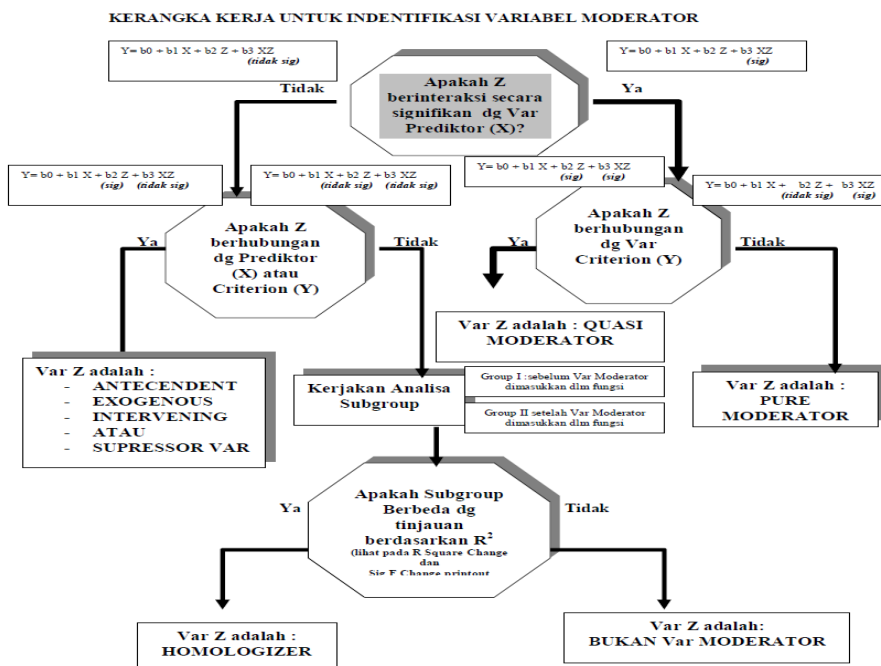 KERANGKA KERJA UNTUK INDENTIFIKASI VARIABEL MODERATOR
Y= b0 + b1 X + b2 Z + b3 XZ
(tidak sig)
Y= b0 + b1 X + b2 Z + b3 XZ
(sig)
Tidak
Apakah Z
berinteraksi secara
signifikan dg Var
Prediktor (X)?
Ya
Y= b0 + b1 X + b2 Z + b3 XZ
(sig) (tidak sig)
Y= b0 + b1 X + b2 Z + b3 XZ
(tidak sig) (tidak sig)
Y= b0 + b1 X + b2 Z + b3 XZ
(sig) (sig)
Y= b0 + b1 X + b2 Z + b3 XZ
(tidak sig) (sig)
Ya
Apakah Z
berhubungan
dg Prediktor
(X) atau
Criterion (Y)
Tidak
Ya
Apakah Z
berhubungan
dg Var
Criterion (Y)
Tidak
Var Z adalah : QUASI
MODERATOR
Var Z adalah :
- ANTECENDENT
- EXOGENOUS
- INTERVENING
- ATAU
- SUPRESSOR VAR
Kerjakan Analisa
Subgroup
Group I :sebelum Var Moderator
dimasukkan dlm fungsi
Group II setelah Var Moderator
dimasukkan dlm fungsi
Var Z adalah :
PURE
MODERATOR
Ya
Apakah Subgroup
Berbeda dg
tinjauan
berdasarkan R²
(lihat pada R Square Change
dan
Sig F Change printout
Tidak
Var Z adalah :
HOMOLOGIZER
Var Z adalah:
BUKAN Var MODERATOR